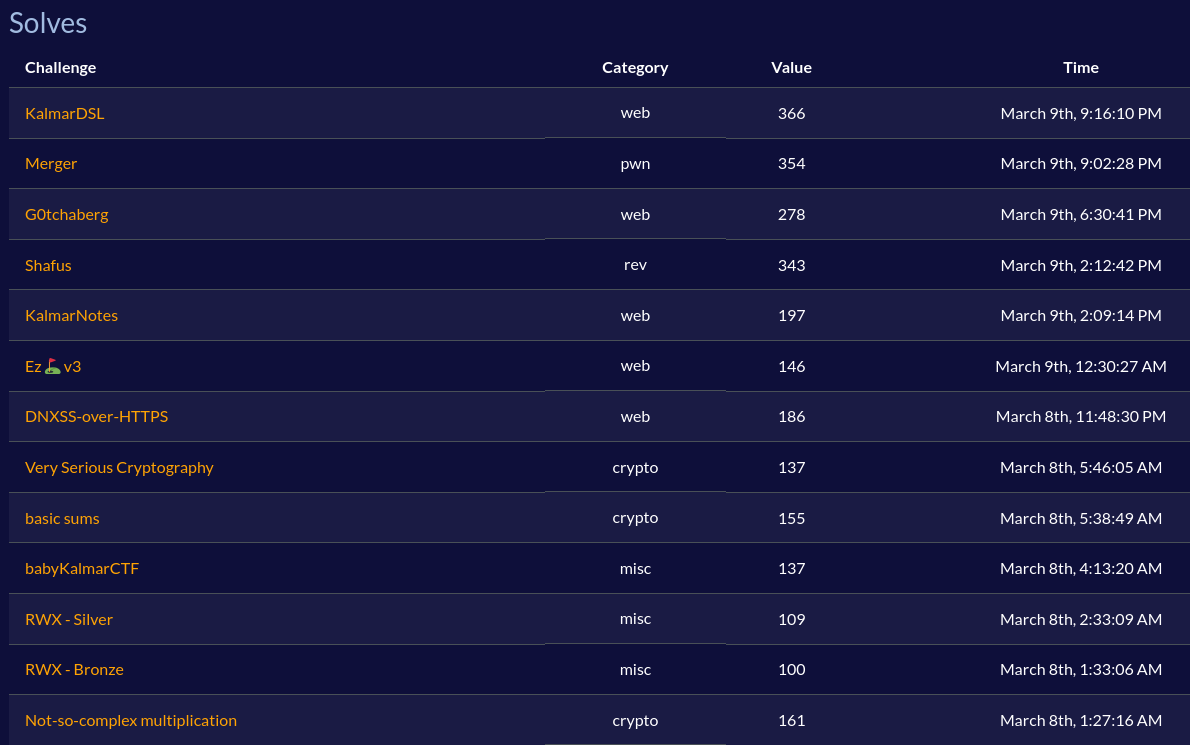 Solves
Challenge Category Value Time
KalmarDSL web 366 March 9th, 9:16:10 PM
Merger pwn 354 March 9th, 9:02:28 PM
G0tchaberg web 278 March 9th, 6:30:41 PM
Shafus rev 343 March 9th, 2:12:42 PM
KalmarNotes web 197 March 9th, 2:09:14 PM
Ez⛳v3 web 146 March 9th, 12:30:27 AM
DNXSS-over-HTTPS web 186 March 8th, 11:48:30 PM
Very Serious Cryptography crypto 137 March 8th, 5:46:05 AM
basic sums crypto 155 March 8th, 5:38:49 AM
babyKalmarCTF misc 137 March 8th, 4:13:20 AM
RWX - Silver misc 109 March 8th, 2:33:09 AM
RWX - Bronze misc 100 March 8th, 1:33:06 AM
Not-so-complex multiplication crypto 161 March 8th, 1:27:16 AM